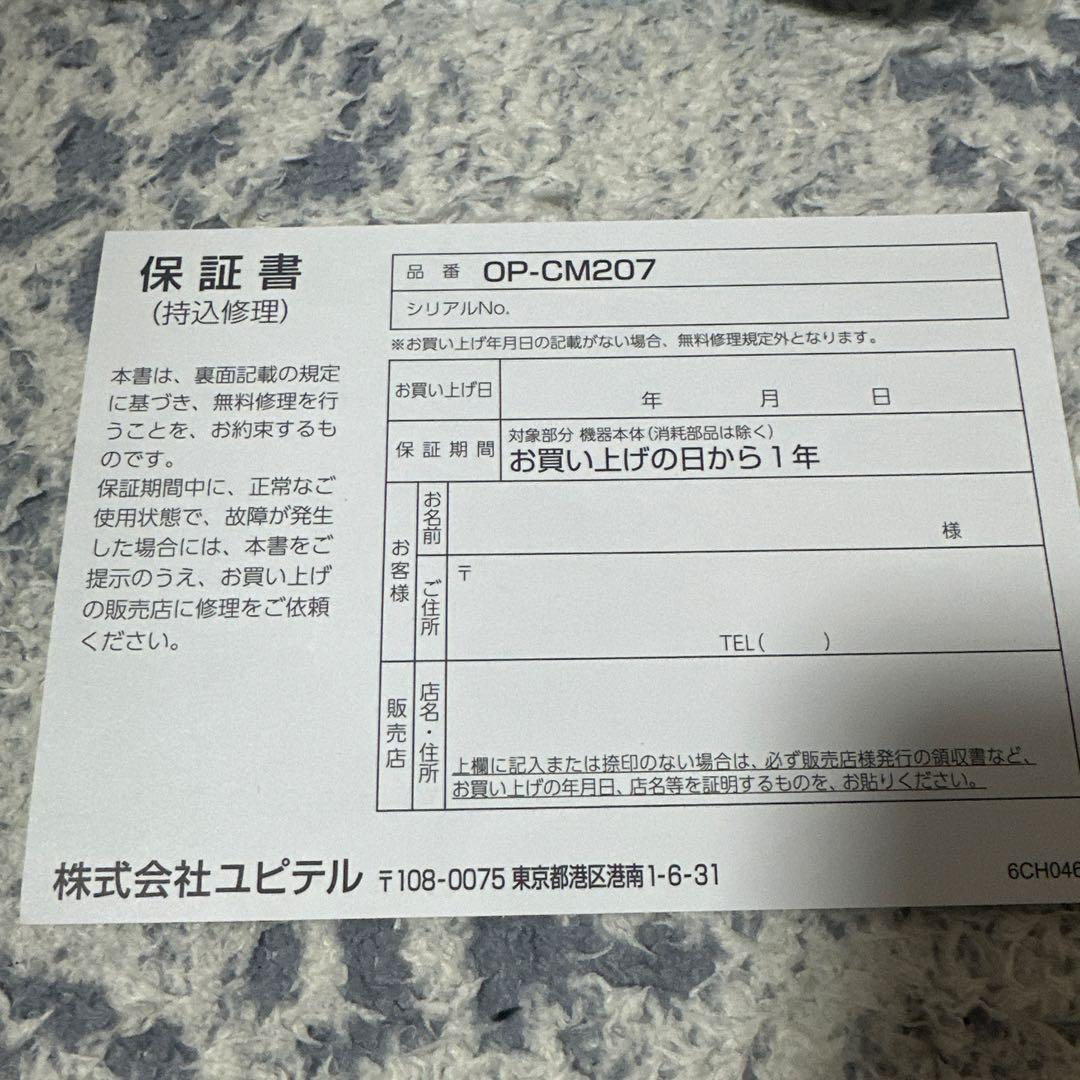 保証書
(持込修理)
本書は、裏面記載の規定
に基づき、無料修理を行
うことを、お約束するも
のです。
保証期間中に、正常なご
使用状態で、故障が発生
した場合には、本書をご
提示のうえ、お買い上げ
の販売店に修理をご依頼
ください。
品番 OP-CM207
シリアルNo.
※お買い上げ年月日の記載がない場合、無料修理規定外となります。
お買い上げ日 年 月 日
保証期間 対象部分 機器本体(消耗部品は除く)
お買い上げの日から1年
お客様
お名前 様
ご住所 〒
TEL( )
販売店
店名・住所
上欄に記入または捺印のない場合は、必ず販売店様発行の領収書など、
お買い上げの年月日、店名等を証明するものを、お貼りください。
株式会社ユピテル 〒108-0075 東京都港区港南1-6-31
6CH046